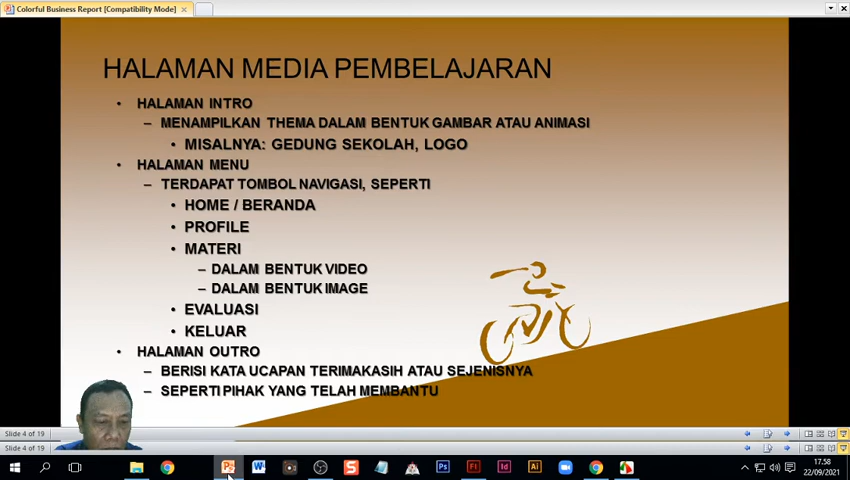 Colorful Business Report [Compatibility Mode]
HALAMAN MEDIA PEMBELAJARAN
• HALAMAN INTRO
– MENAMPILKAN THEMA DALAM BENTUK GAMBAR ATAU ANIMASI
• MISALNYA: GEDUNG SEKOLAH, LOGO
• HALAMAN MENU
– TERDAPAT TOMBOL NAVIGASI, SEPERTI
• HOME / BERANDA
• PROFILE
• MATERI
– DALAM BENTUK VIDEO
– DALAM BENTUK IMAGE
• EVALUASI
• KELUAR
• HALAMAN OUTRO
– BERISI KATA UCAPAN TERIMAKASIH ATAU SEJENISNYA
– SEPERTI PIHAK YANG TELAH MEMBANTU
Slide 4 of 19
Slide 4 of 19
17.58
22/09/2021